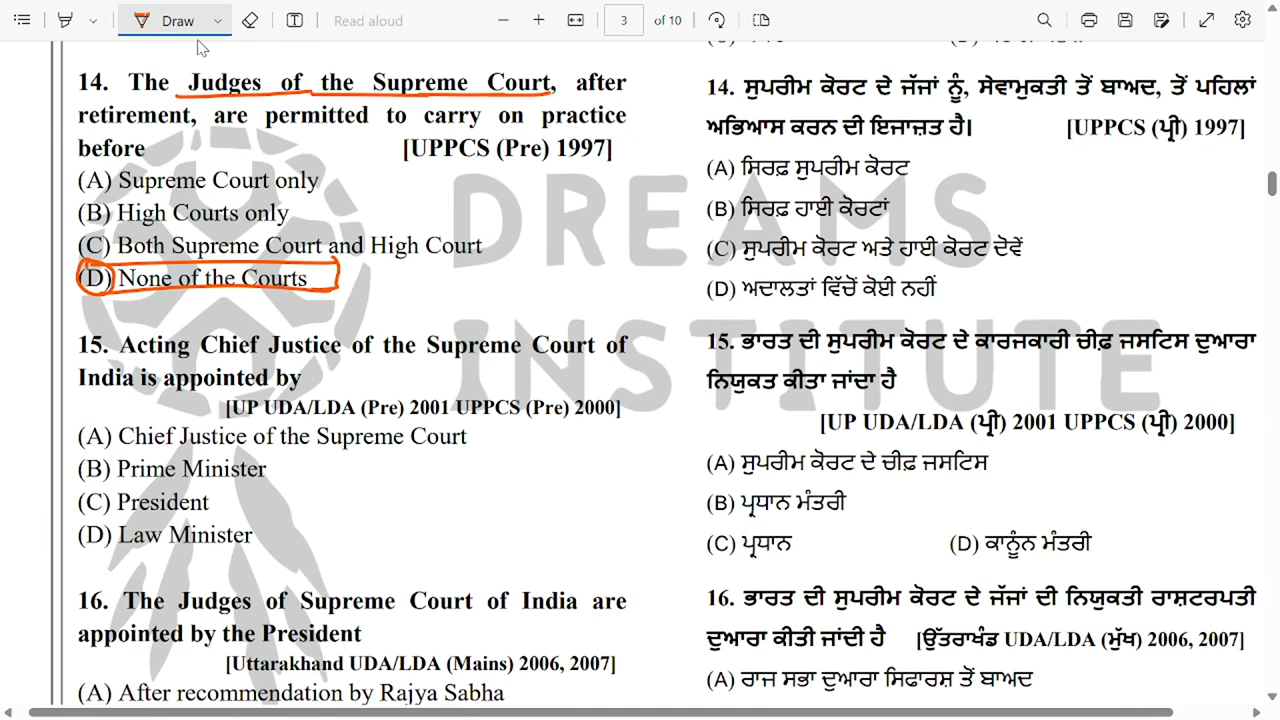 Draw
Read aloud
3
of 10
14. The Judges of the Supreme Court, after
retirement, are permitted to carry on practice
before [UPPCS (Pre) 1997]
(A) Supreme Court only
(B) High Courts only
(C) Both Supreme Court and High Court
(D) None of the Courts
15. Acting Chief Justice of the Supreme Court of
India is appointed by
[UP UDA/LDA (Pre) 2001 UPPCS (Pre) 2000]
(A) Chief Justice of the Supreme Court
(B) Prime Minister
(C) President
(D) Law Minister
16. The Judges of Supreme Court of India are
appointed by the President
[Uttarakhand UDA/LDA (Mains) 2006, 2007]
(A) After recommendation by Rajya Sabha
14. ਸੁਪਰੀਮ ਕੋਰਟ ਦੇ ਜੱਜਾਂ ਨੂੰ, ਸੇਵਾਮੁਕਤੀ ਤੋਂ ਬਾਅਦ, ਤੋਂ ਪਹਿਲਾਂ
ਅਭਿਆਸ ਕਰਨ ਦੀ ਇਜਾਜ਼ਤ ਹੈ। [UPPCS (ਪ੍ਰੀ) 1997]
(A) ਸਿਰਫ਼ ਸੁਪਰੀਮ ਕੋਰਟ
(B) ਸਿਰਫ਼ ਹਾਈ ਕੋਰਟਾਂ
(C) ਸੁਪਰੀਮ ਕੋਰਟ ਅਤੇ ਹਾਈ ਕੋਰਟ ਦੋਵੇਂ
(D) ਅਦਾਲਤਾਂ ਵਿੱਚੋਂ ਕੋਈ ਨਹੀਂ
15. ਭਾਰਤ ਦੀ ਸੁਪਰੀਮ ਕੋਰਟ ਦੇ ਕਾਰਜਕਾਰੀ ਚੀਫ਼ ਜਸਟਿਸ ਦੁਆਰਾ
ਨਿਯੁਕਤ ਕੀਤਾ ਜਾਂਦਾ ਹੈ
[UP UDA/LDA (ਪ੍ਰੀ) 2001 UPPCS (ਪ੍ਰੀ) 2000]
(A) ਸੁਪਰੀਮ ਕੋਰਟ ਦੇ ਚੀਫ਼ ਜਸਟਿਸ
(B) ਪ੍ਰਧਾਨ ਮੰਤਰੀ
(C) ਪ੍ਰਧਾਨ (D) ਕਾਨੂੰਨ ਮੰਤਰੀ
16. ਭਾਰਤ ਦੀ ਸੁਪਰੀਮ ਕੋਰਟ ਦੇ ਜੱਜਾਂ ਦੀ ਨਿਯੁਕਤੀ ਰਾਸ਼ਟਰਪਤੀ
ਦੁਆਰਾ ਕੀਤੀ ਜਾਂਦੀ ਹੈ [ਉੱਤਰਾਖੰਡ UDA/LDA (ਮੁੱਖ) 2006, 2007]
(A) ਰਾਜ ਸਭਾ ਦੁਆਰਾ ਸਿਫਾਰਸ਼ ਤੋਂ ਬਾਅਦ
DREAMS
INSTITUTE